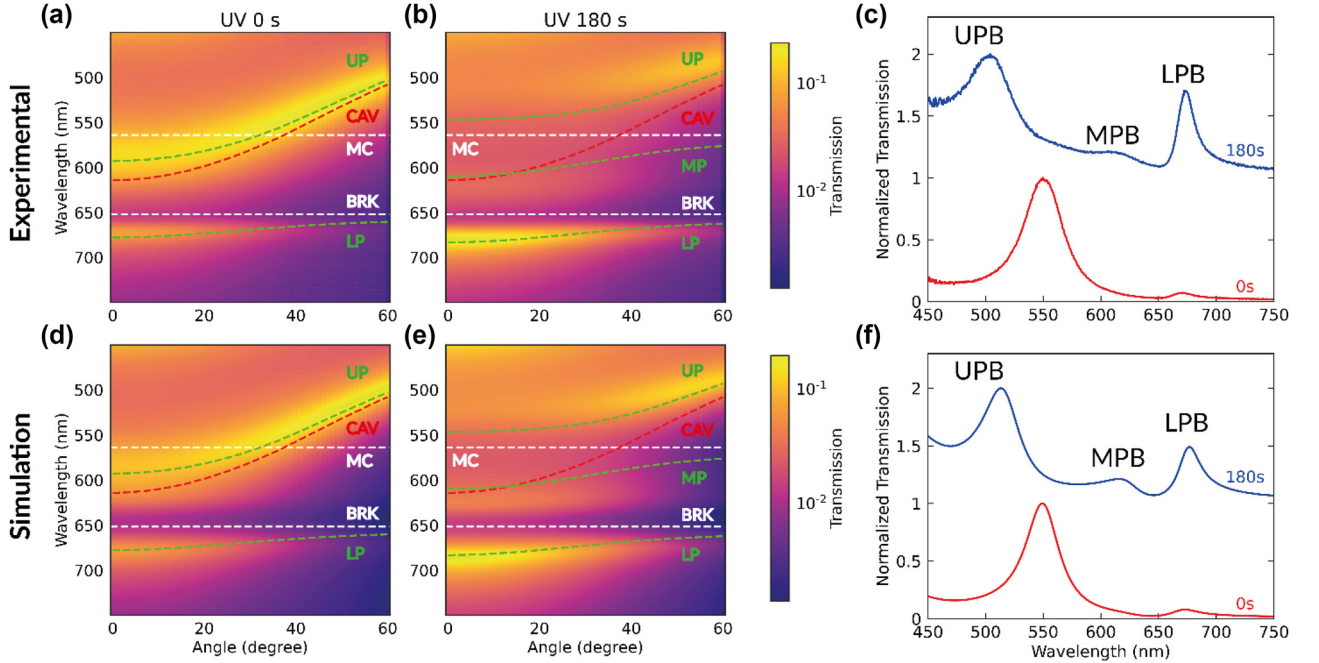 (a)
UV 0 s
(b)
UV 180 s
(c)
Experimental
Wavelength (nm)
500
550
600
650
700
UP
CAV
MC
BRK
LP
0
20
40
60
UP
CAV
MC
MP
BRK
LP
0
20
40
60
10⁻¹
10⁻²
Transmission
Normalized Transmission
2
1.5
1
0.5
0
UPB
MPB
LPB
180s
0s
450
500
550
600
650
700
750
(d)
(e)
(f)
Simulation
Wavelength (nm)
500
550
600
650
700
UP
CAV
MC
BRK
LP
0
20
40
60
Angle (degree)
UP
CAV
MC
MP
BRK
LP
0
20
40
60
Angle (degree)
10⁻¹
10⁻²
Transmission
Normalized Transmission
2
1.5
1
0.5
0
UPB
MPB
LPB
180s
0s
450
500
550
600
650
700
750
Wavelength (nm)